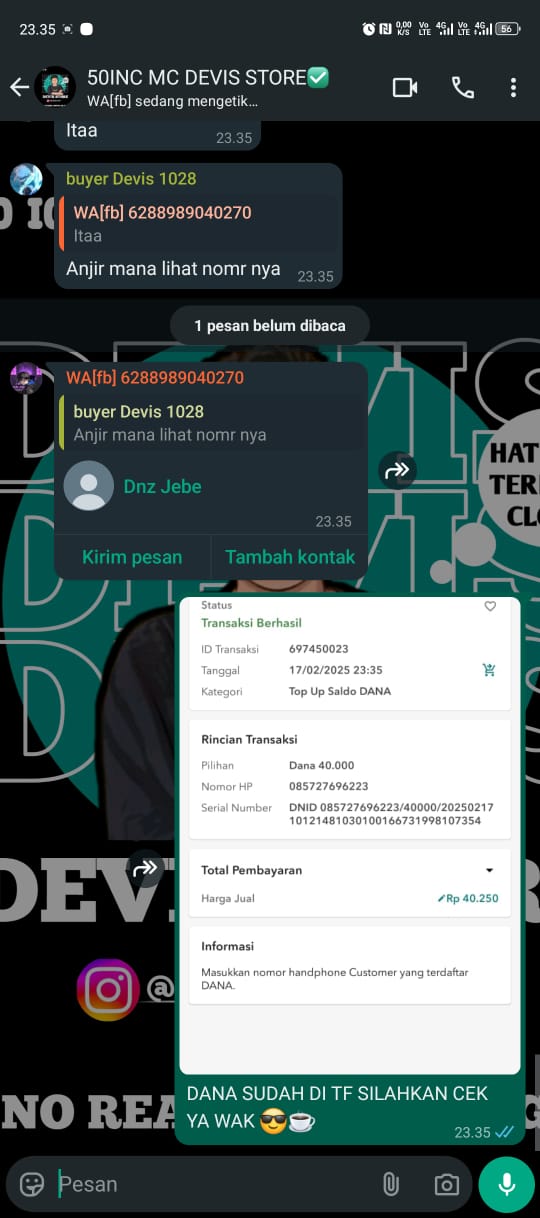 23.35
0,00 K/S
Vo LTE
4G
Vo LTE
4G
56
50INC MC DEVIS STORE✅
WA[fb] sedang mengetik...
Itaa
23.35
buyer Devis 1028
WA[fb] 6288989040270
Itaa
Anjir mana lihat nomr nya
23.35
1 pesan belum dibaca
WA[fb] 6288989040270
buyer Devis 1028
Anjir mana lihat nomr nya
Dnz Jebe
23.35
Kirim pesan
Tambah kontak
HAT
TER
CL
Status
Transaksi Berhasil
ID Transaksi 697450023
Tanggal 17/02/2025 23:35
Kategori Top Up Saldo DANA
Rincian Transaksi
Pilihan Dana 40.000
Nomor HP 085727696223
Serial Number DNID 085727696223/40000/20250217
10121481030100166731998107354
Total Pembayaran
Harga Jual Rp 40.250
Informasi
Masukkan nomor handphone Customer yang terdaftar
DANA.
DEV
@
NO REA
DANA SUDAH DI TF SILAHKAN CEK
YA WAK 😎☕
23.35
Pesan